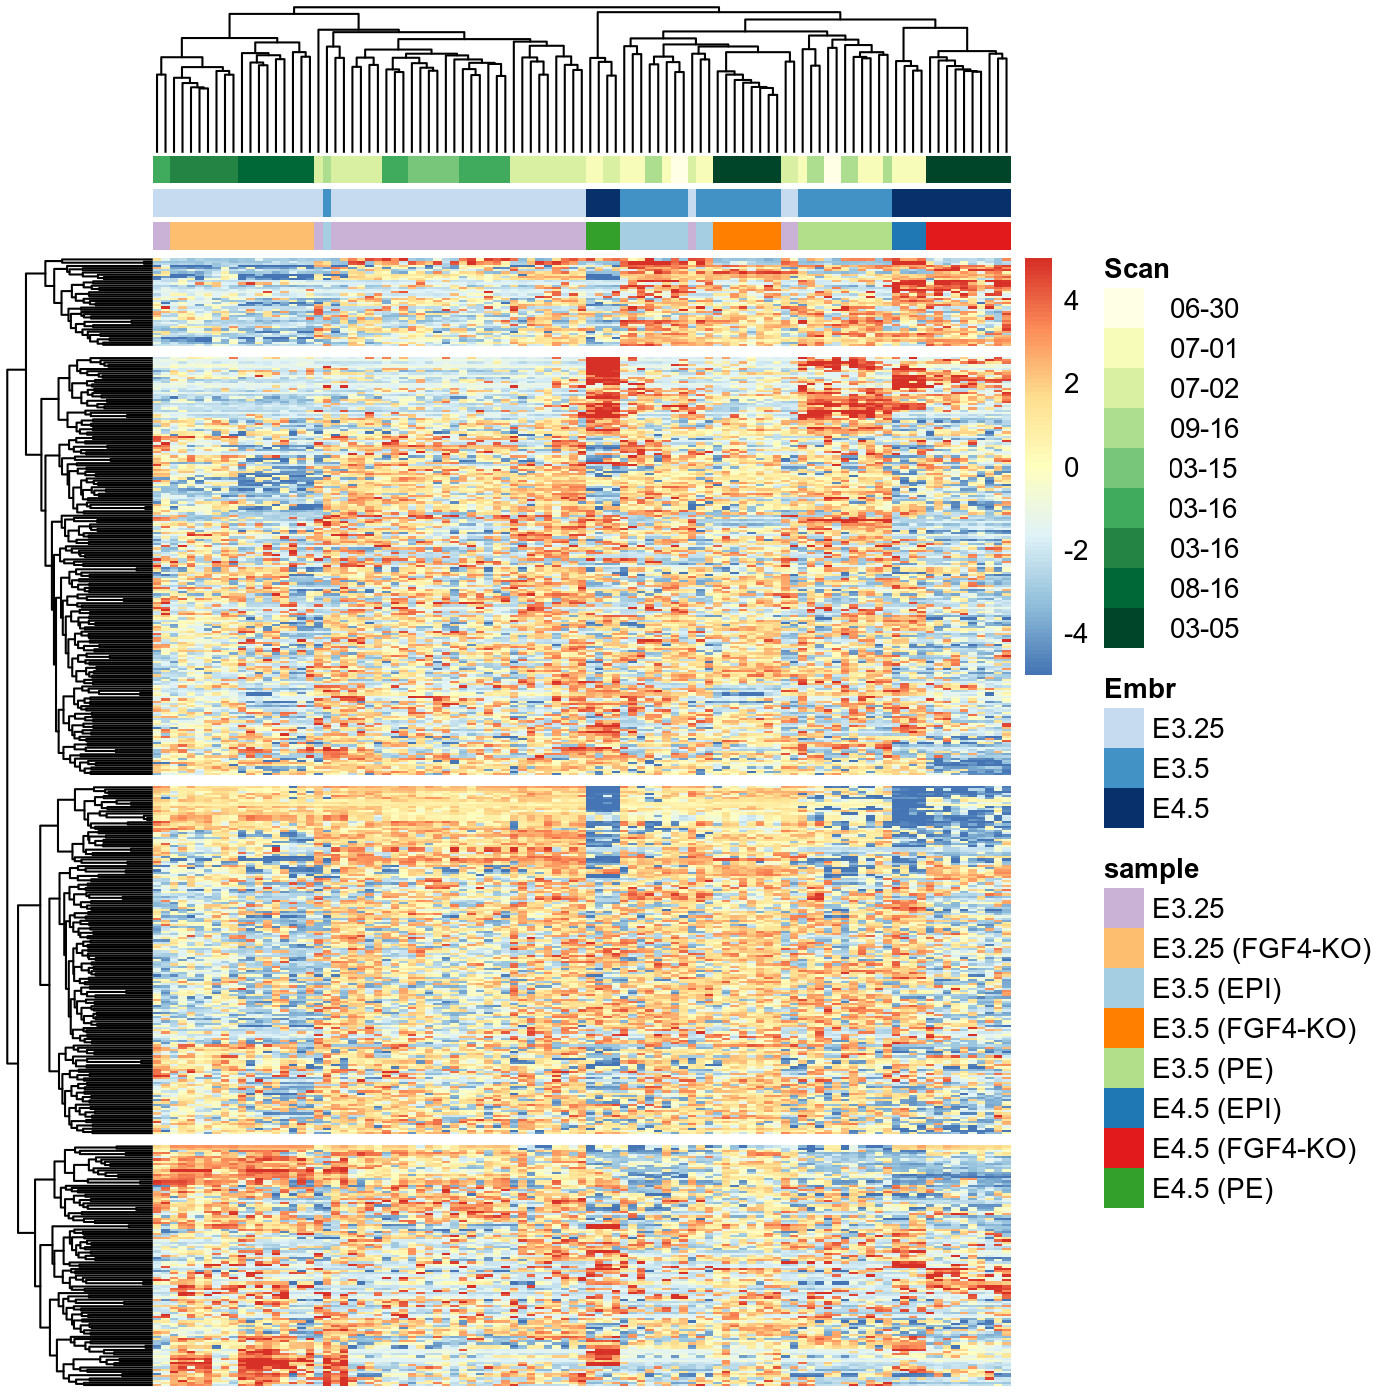 4
2
0
-2
-4
Scan
06-30
07-01
07-02
09-16
03-15
03-16
03-16
08-16
03-05
Embr
E3.25
E3.5
E4.5
sample
E3.25
E3.25 (FGF4-KO)
E3.5 (EPI)
E3.5 (FGF4-KO)
E3.5 (PE)
E4.5 (EPI)
E4.5 (FGF4-KO)
E4.5 (PE)